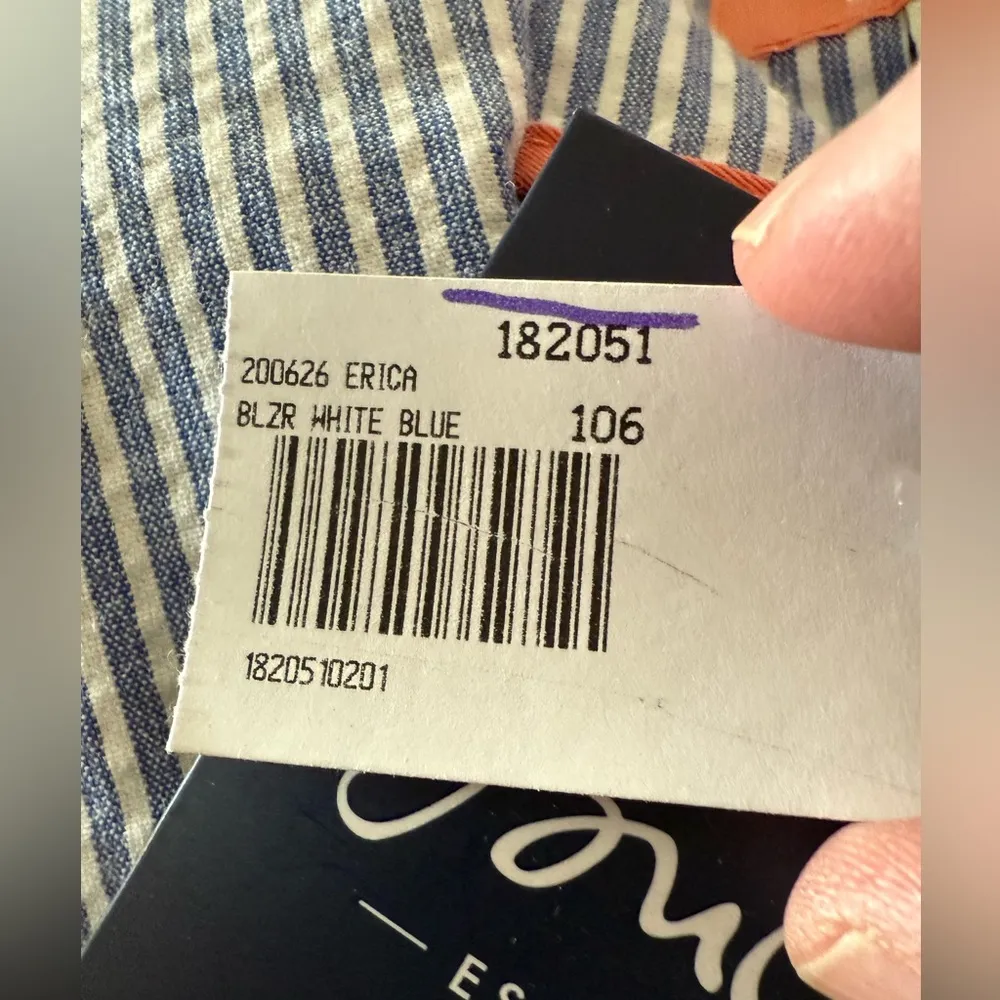 182051
200626 ERICA
BLZR WHITE BLUE 106
1820510201